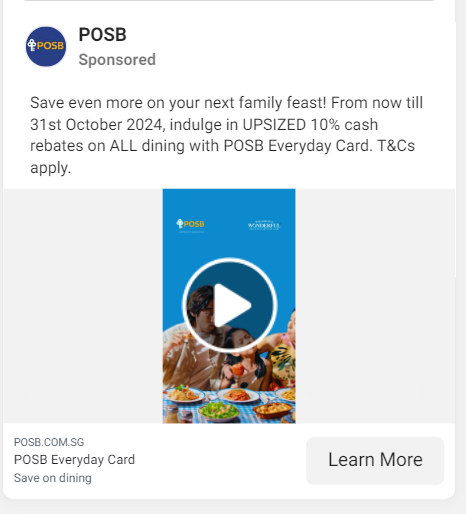 POSB
POSB
Sponsored
Save even more on your next family feast! From now till
31st October 2024, indulge in UPSIZED 10% cash
rebates on ALL dining with POSB Everyday Card. T&Cs
apply.
POSB
WONDERFUL
POSB.COM.SG
POSB Everyday Card
Save on dining
Learn More